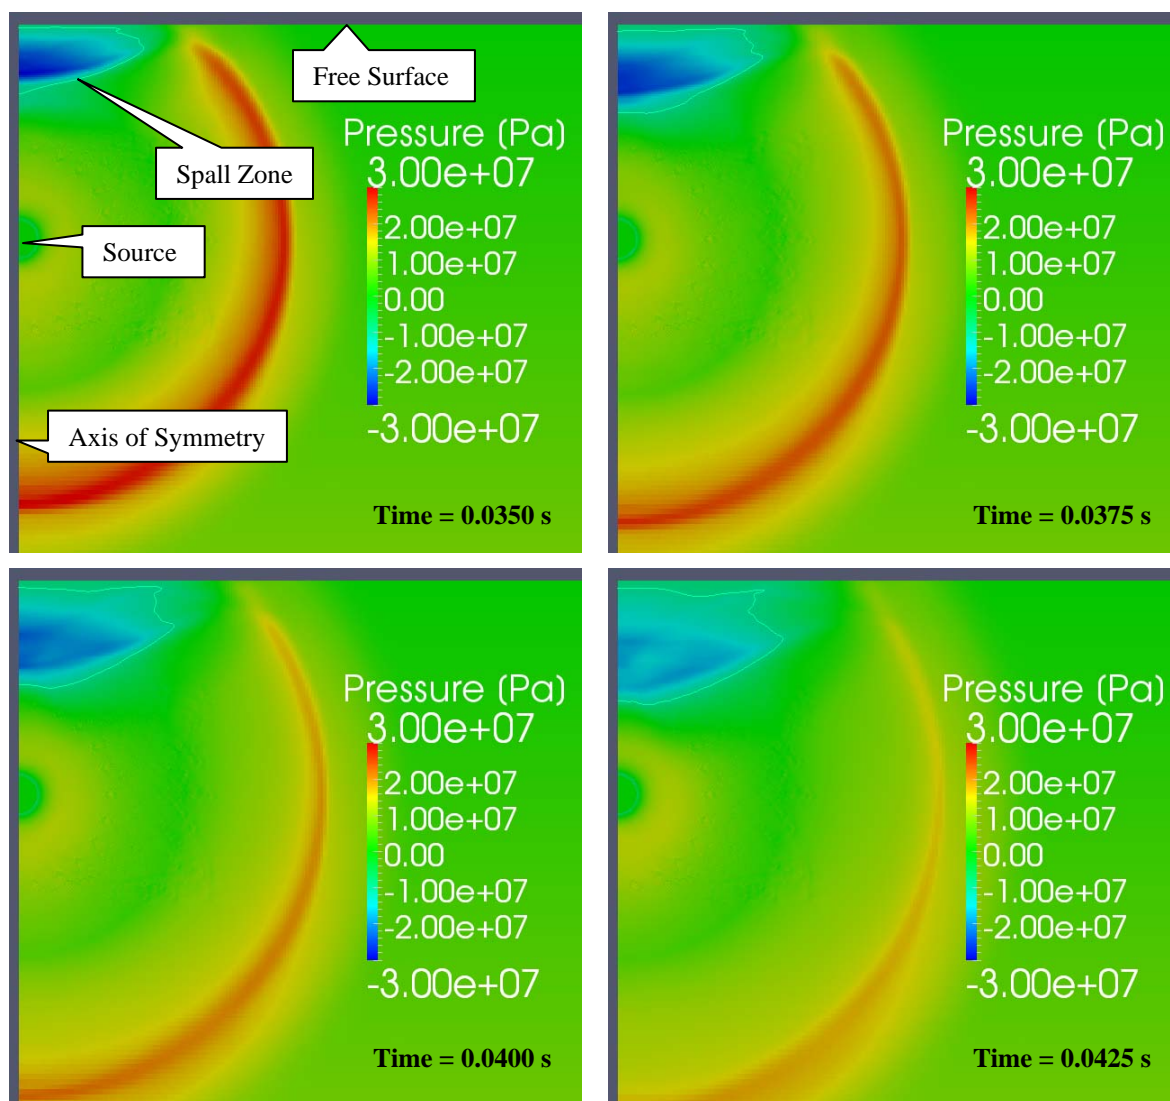 Free Surface
Spall Zone
Source
Axis of Symmetry
Pressure (Pa)
3.00e+07
2.00e+07
1.00e+07
0.00
-1.00e+07
-2.00e+07
-3.00e+07
Time = 0.0350 s
Pressure (Pa)
3.00e+07
2.00e+07
1.00e+07
0.00
-1.00e+07
-2.00e+07
-3.00e+07
Time = 0.0375 s
Pressure (Pa)
3.00e+07
2.00e+07
1.00e+07
0.00
-1.00e+07
-2.00e+07
-3.00e+07
Time = 0.0400 s
Pressure (Pa)
3.00e+07
2.00e+07
1.00e+07
0.00
-1.00e+07
-2.00e+07
-3.00e+07
Time = 0.0425 s